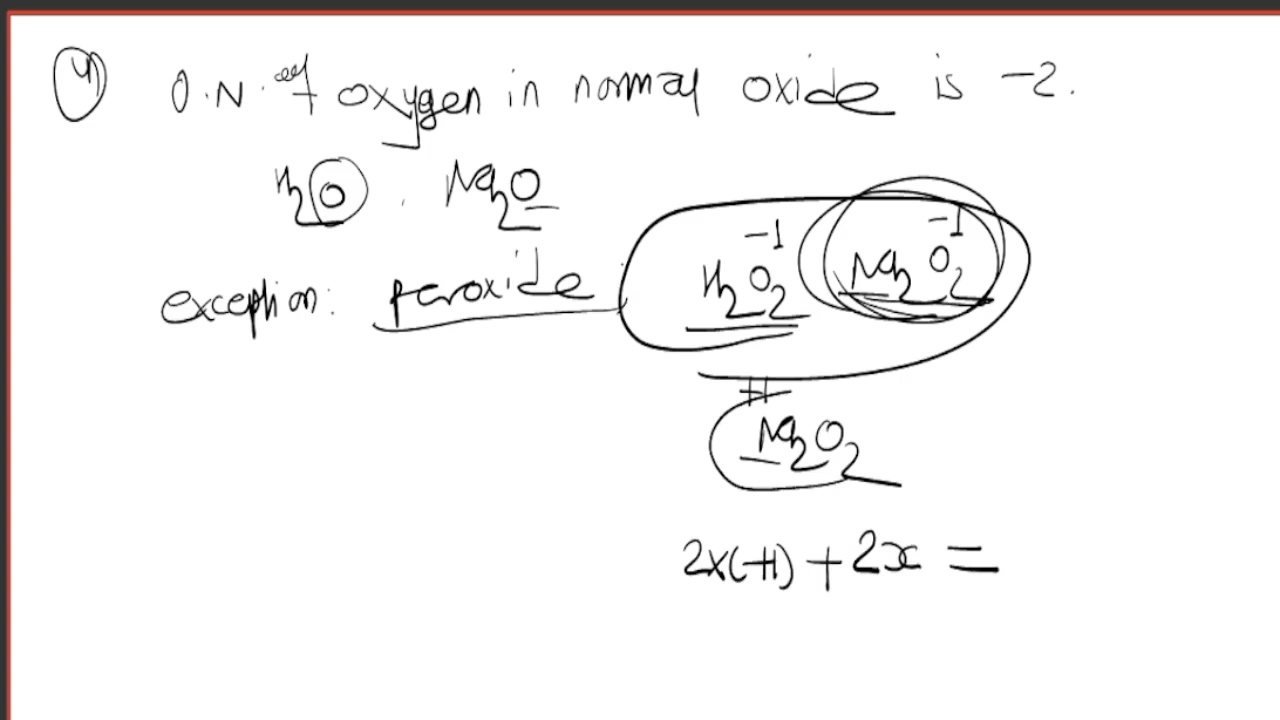 4) O.N. of oxygen in normal oxide is -2.
H₂O . Na₂O
exception: peroxide H₂O₂⁻¹ Na₂O₂⁻¹
+1
Na₂O₂
2x(+1) + 2x =